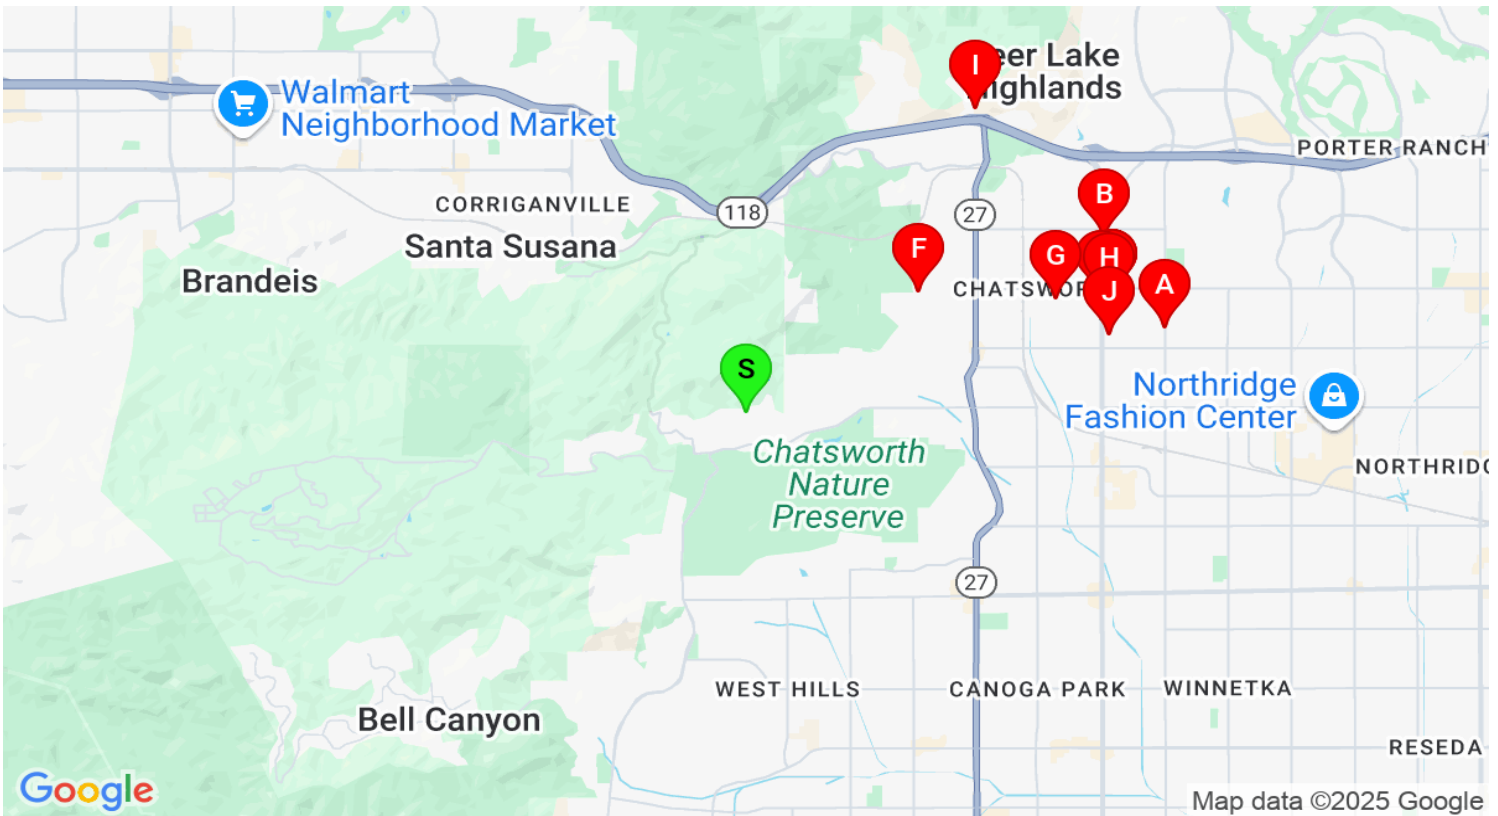 I
eer Lake
ighlands
Walmart
Neighborhood Market
PORTER RANCH
B
CORRIGANVILLE
118
27
Santa Susana
F
G
H
Brandeis
CHATSWOR
J
A
S
Northridge
Fashion Center
Chatsworth
Nature
Preserve
NORTHRIDG
27
WEST HILLS
CANOGA PARK
WINNETKA
Bell Canyon
RESEDA
Google
Map data ©2025 Google